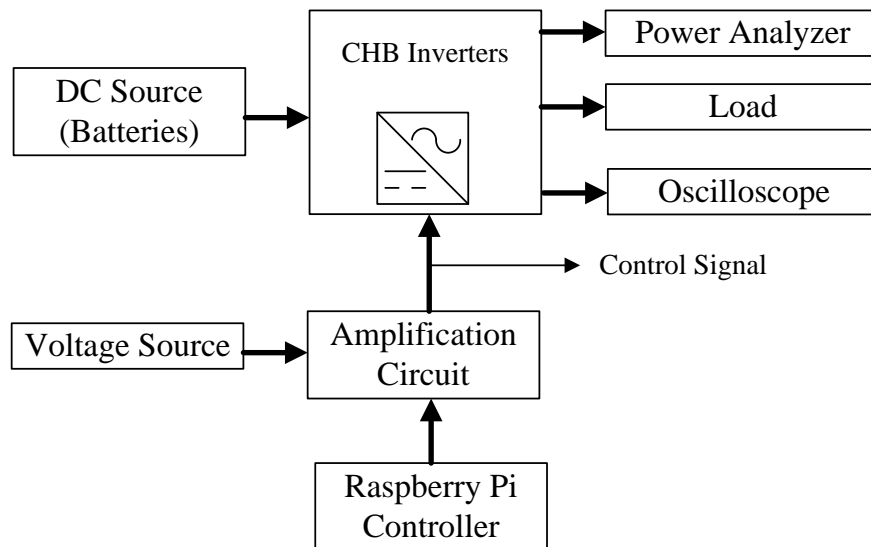 CHB Inverters
Power Analyzer
DC Source
(Batteries)
Load
Oscilloscope
Control Signal
Voltage Source
Amplification
Circuit
Raspberry Pi
Controller